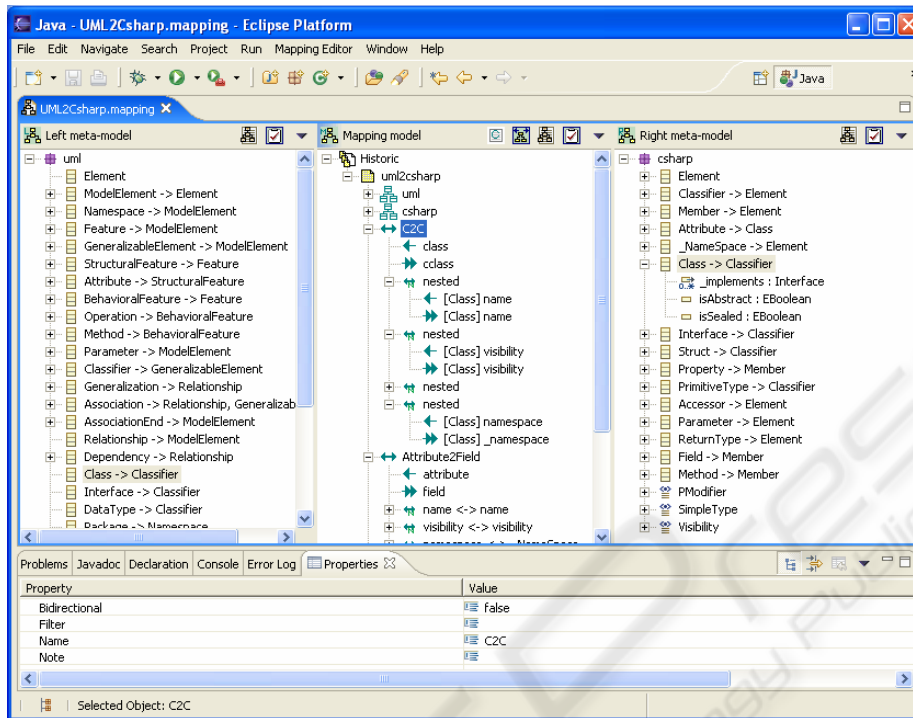 Java - UML2Csharp.mapping - Eclipse Platform
File Edit Navigate Search Project Run Mapping Editor Window Help
Java
UML2Csharp.mapping
Left meta-model
uml
Element
ModelElement -> Element
Namespace -> ModelElement
Feature -> ModelElement
GeneralizableElement -> ModelElement
StructuralFeature -> Feature
Attribute -> StructuralFeature
BehavioralFeature -> Feature
Operation -> BehavioralFeature
Method -> BehavioralFeature
Parameter -> ModelElement
Classifier -> GeneralizableElement
Generalization -> Relationship
Association -> Relationship, Generalizab
AssociationEnd -> ModelElement
Relationship -> ModelElement
Dependency -> Relationship
Class -> Classifier
Interface -> Classifier
DataType -> Classifier
Package -> Namespace
Mapping model
Historic
uml2csharp
uml
csharp
C2C
class
cclass
nested
[Class] name
[Class] name
nested
[Class] visibility
[Class] visibility
nested
nested
[Class] namespace
[Class] _namespace
Attribute2Field
attribute
field
name <-> name
visibility <-> visibility
namespace <-> _NameSpace
Right meta-model
csharp
Element
Classifier -> Element
Member -> Element
Attribute -> Class
_NameSpace -> Element
Class -> Classifier
_implements : Interface
isAbstract : EBoolean
isSealed : EBoolean
Interface -> Classifier
Struct -> Classifier
Property -> Member
PrimitiveType -> Classifier
Accessor -> Element
Parameter -> Element
ReturnType -> Element
Field -> Member
Method -> Member
PModifier
SimpleType
Visibility
Problems Javadoc Declaration Console Error Log Properties
Property Value
Bidirectional false
Filter
Name C2C
Note
Selected Object: C2C